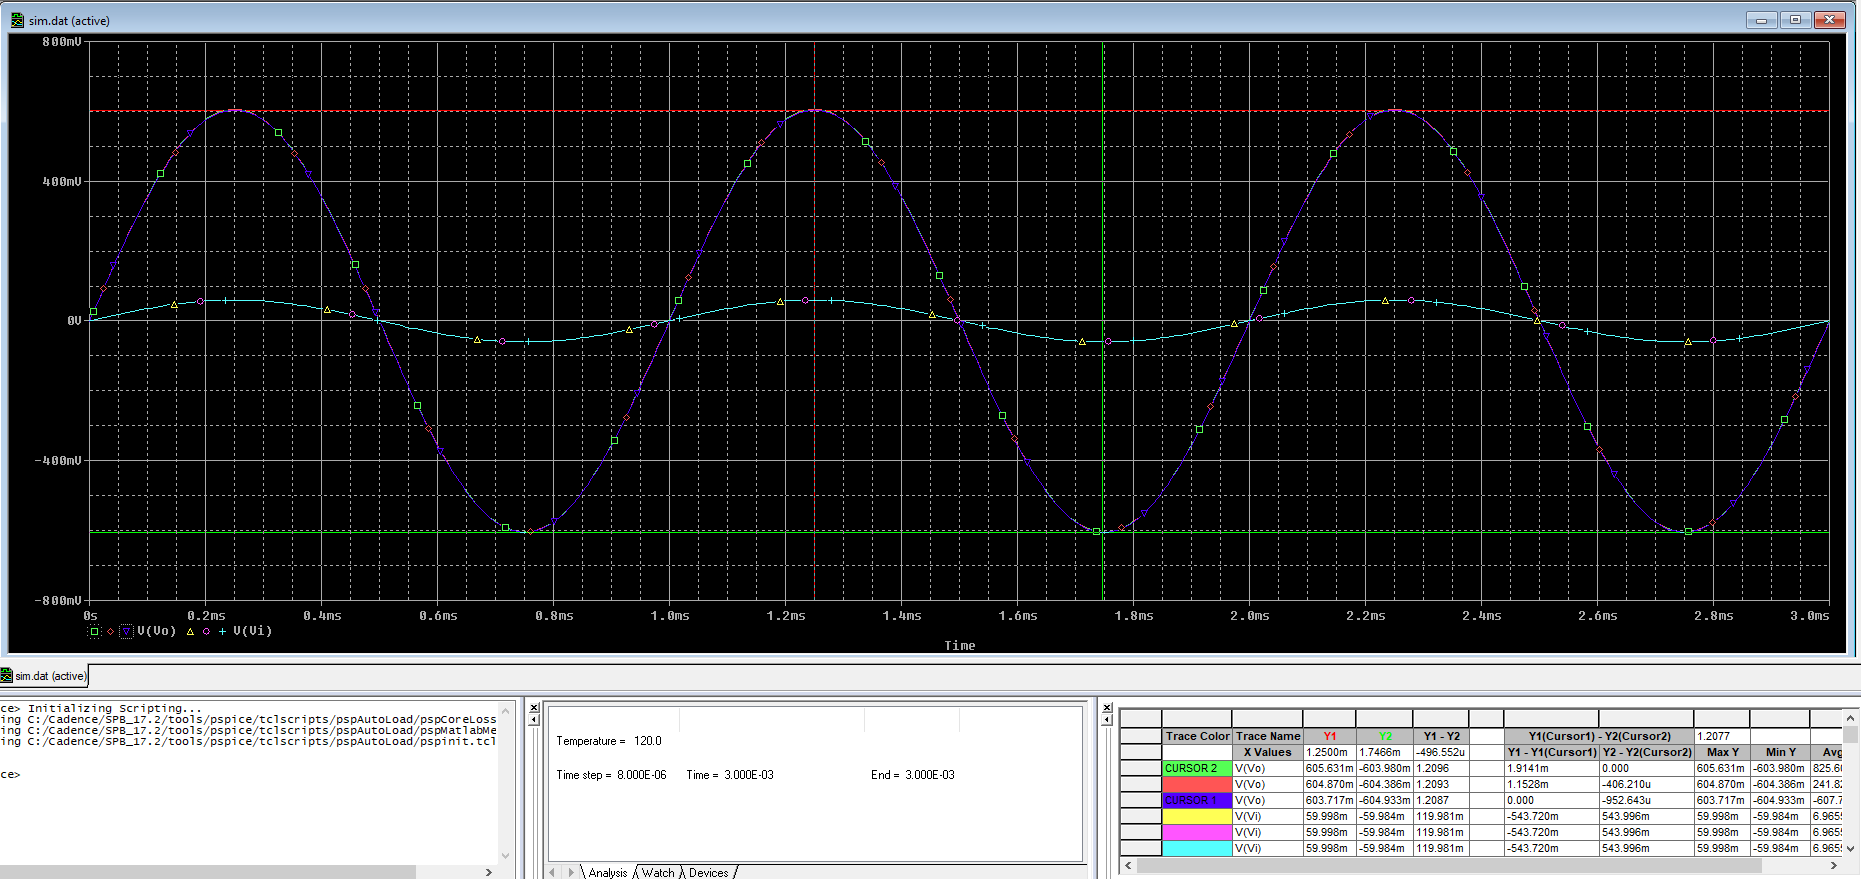 sim.dat (active)
800mV
400mV
0V
-400mV
-800mV
0s 0.2ms 0.4ms 0.6ms 0.8ms 1.0ms 1.2ms 1.4ms 1.6ms 1.8ms 2.0ms 2.2ms 2.4ms 2.6ms 2.8ms 3.0ms
V(Vo) V(Vi)
Time
sim.dat (active)
ce> Initializing Scripting...
ing C:/Cadence/SPB_17.2/tools/pspice/tclscripts/pspAutoLoad/pspCoreLoss
ing C:/Cadence/SPB_17.2/tools/pspice/tclscripts/pspAutoLoad/pspMatlabMe
ing C:/Cadence/SPB_17.2/tools/pspice/tclscripts/pspAutoLoad/pspinit.tcl
ce>
Temperature = 120.0
Time step = 8.000E-06 Time = 3.000E-03 End = 3.000E-03
Analysis Watch Devices
Trace Color Trace Name Y1 Y2 Y1 - Y2 Y1(Cursor1) - Y2(Cursor2) 1.2077
X Values 1.2500m 1.7466m -496.552u Y1 - Y1(Cursor1) Y2 - Y2(Cursor2) Max Y Min Y Avg
CURSOR 2 V(Vo) 605.631m -603.980m 1.2096 1.9141m 0.000 605.631m -603.980m 825.6
V(Vo) 604.870m -604.386m 1.2093 1.1528m -406.210u 604.870m -604.386m 241.8
CURSOR 1 V(Vo) 603.717m -604.933m 1.2087 0.000 -952.643u 603.717m -604.933m -607.7
V(Vi) 59.998m -59.984m 119.981m -543.720m 543.996m 59.998m -59.984m 6.965
V(Vi) 59.998m -59.984m 119.981m -543.720m 543.996m 59.998m -59.984m 6.965
V(Vi) 59.998m -59.984m 119.981m -543.720m 543.996m 59.998m -59.984m 6.965